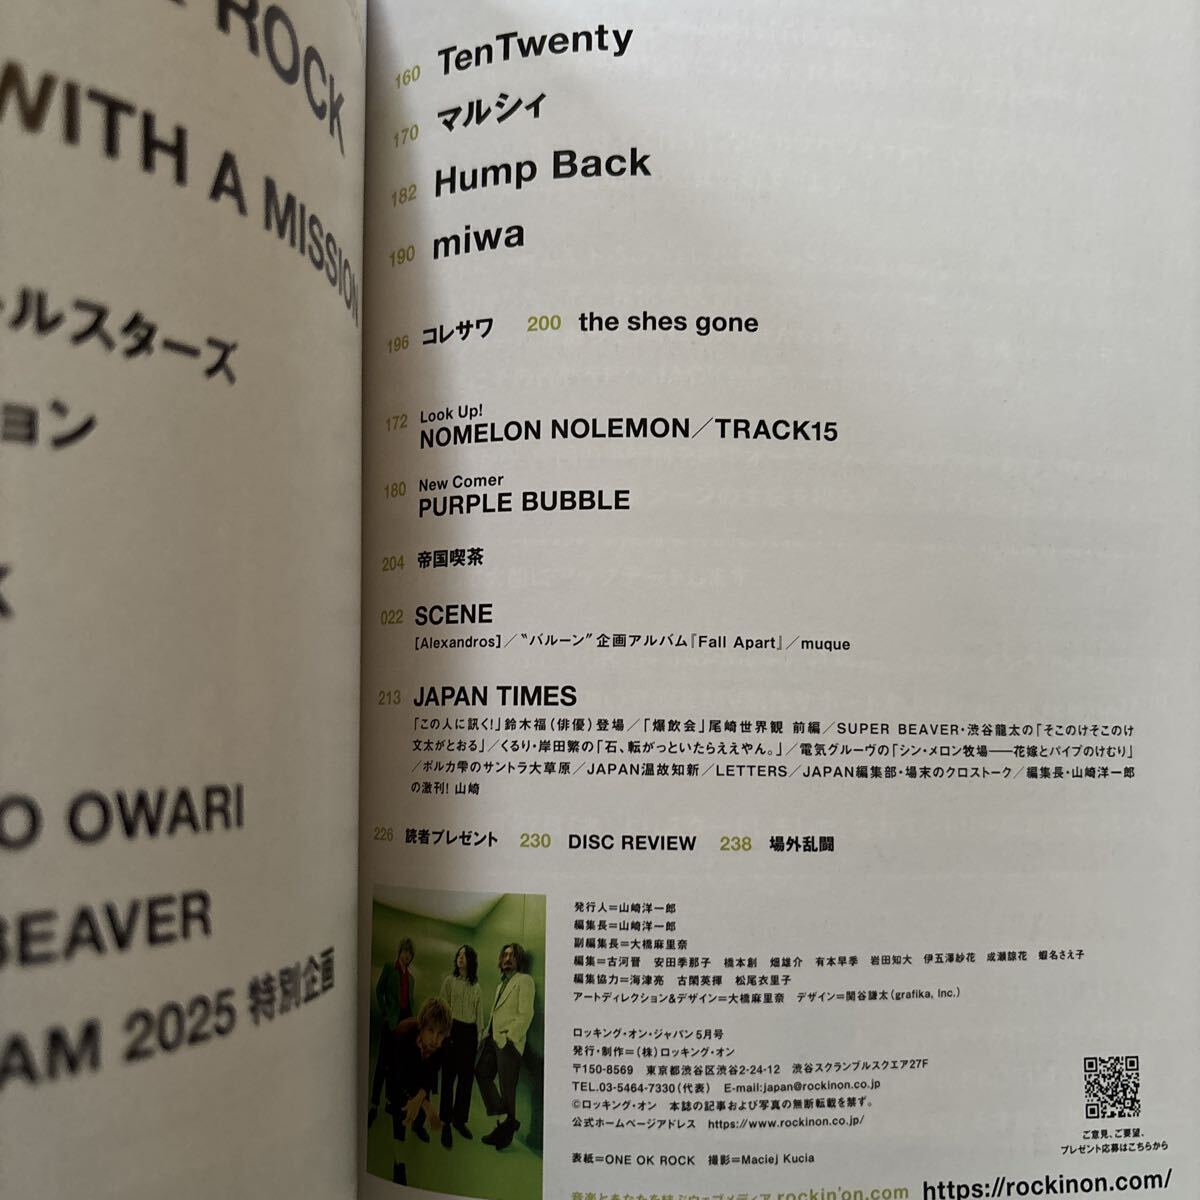 ROCK
WITH A MISSION
ルスターズ
ョン
K
O OWARI
BEAVER
AM 2025 特別企画
160 TenTwenty
170 マルシィ
182 Hump Back
190 miwa
196 コレサワ 200 the shes gone
Look Up!
172 NOMELON NOLEMON／TRACK15
New Comer
180 PURPLE BUBBLE
204 帝国喫茶
022 SCENE
[Alexandros]／“バルーン”企画アルバム『Fall Apart』／muque
213 JAPAN TIMES
「この人に訊く!」鈴木福（俳優）登場／「爆飲会」尾崎世界観 前編／SUPER BEAVER・渋谷龍太の「そこのけそこのけ
文太がとおる」／くるり・岸田繁の「石、転がっといたらええやん。」／電気グルーヴの「シン・メロン牧場——花嫁とパイプのけむり」
／ポルカ雫のサントラ大草原／JAPAN温故知新／LETTERS／JAPAN編集部・場末のクロストーク／編集長・山崎洋一郎
の激刊! 山崎
226 読者プレゼント 230 DISC REVIEW 238 場外乱闘
発行人＝山崎洋一郎
編集長＝山崎洋一郎
副編集長＝大橋麻里奈
編集＝古河晋 安田季那子 橋本創 畑雄介 有本早季 岩田知大 伊五澤紗花 成瀬諒花 蝦名さえ子
編集協力＝海津亮 古閑英揮 松尾衣里子
アートディレクション&デザイン＝大橋麻里奈 デザイン＝関谷謙太（grafika, Inc.）
ロッキング・オン・ジャパン5月号
発行・制作＝（株）ロッキング・オン
〒150-8569 東京都渋谷区渋谷2-24-12 渋谷スクランブルスクエア27F
TEL.03-5464-7330（代表） E-mail:japan@rockinon.co.jp
©ロッキング・オン 本誌の記事および写真の無断転載を禁ず。
公式ホームページアドレス https://www.rockinon.co.jp/
表紙＝ONE OK ROCK 撮影＝Maciej Kucia
ご意見、ご要望、
プレゼント応募はこちらから
音楽とあなたを結ぶウェブメディア rockin'on.com https://rockinon.com/